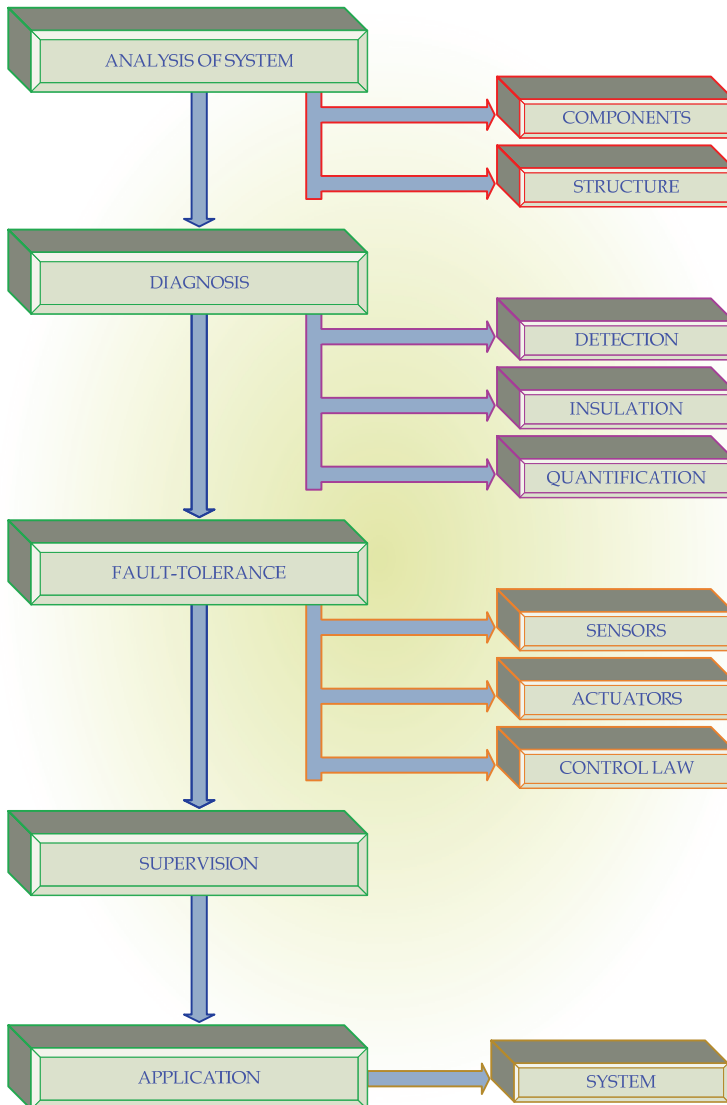 ANALYSIS OF SYSTEM
COMPONENTS
STRUCTURE
DIAGNOSIS
DETECTION
INSULATION
QUANTIFICATION
FAULT-TOLERANCE
SENSORS
ACTUATORS
CONTROL LAW
SUPERVISION
APPLICATION
SYSTEM